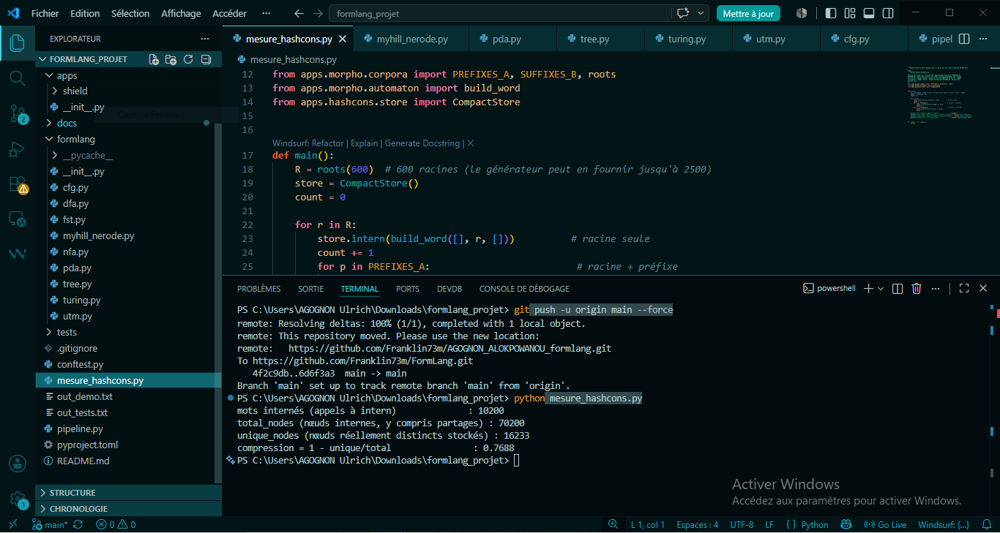 Fichier Edition Sélection Affichage Accéder ··· formlang_projet Mettre à jour
EXPLORATEUR ···
mesure_hashcons.py myhill_nerode.py pda.py tree.py turing.py utm.py cfg.py pipel ···
FORMLANG_PROJET
mesure_hashcons.py
apps
shield
__init__.py
Capture Fenêtre
docs
formlang
__pycache__
__init__.py
cfg.py
dfa.py
fst.py
myhill_nerode.py
nfa.py
pda.py
tree.py
turing.py
utm.py
tests
.gitignore
conftest.py
mesure_hashcons.py
out_demo.txt
out_tests.txt
pipeline.py
pyproject.toml
README.md
STRUCTURE
CHRONOLOGIE
2
1
12 from apps.morpho.corpora import PREFIXES_A, SUFFIXES_B, roots
13 from apps.morpho.automaton import build_word
14 from apps.hashcons.store import CompactStore
15
16
Windsurf: Refactor | Explain | Generate Docstring | X
17 def main():
18 R = roots(600) # 600 racines (le générateur peut en fournir jusqu'à 2500)
19 store = CompactStore()
20 count = 0
21
22 for r in R:
23 store.intern(build_word([], r, [])) # racine seule
24 count += 1
25 for p in PREFIXES_A: # racine + préfixe
PROBLÈMES SORTIE TERMINAL PORTS DEVDB CONSOLE DE DÉBOGAGE powershell ···
PS C:\Users\AGOGNON Ulrich\Downloads\formlang_projet> git push -u origin main --force
remote: Resolving deltas: 100% (1/1), completed with 1 local object.
remote: This repository moved. Please use the new location:
remote: https://github.com/Franklin73m/AGOGNON_ALOKPOWANOU_formlang.git
To https://github.com/Franklin73m/FormLang.git
4f2c9db..6d6f3a3 main -> main
Branch 'main' set up to track remote branch 'main' from 'origin'.
PS C:\Users\AGOGNON Ulrich\Downloads\formlang_projet> python mesure_hashcons.py
mots internés (appels à intern) : 10200
total_nodes (nœuds internes, y compris partages) : 70200
unique_nodes (nœuds réellement distincts stockés) : 16233
compression = 1 - unique/total : 0.7688
PS C:\Users\AGOGNON Ulrich\Downloads\formlang_projet>
Activer Windows
Accédez aux paramètres pour activer Windows.
main* 0 0 L 1, col 1 Espaces : 4 UTF-8 LF { } Python Go Live Windsurf: {...}